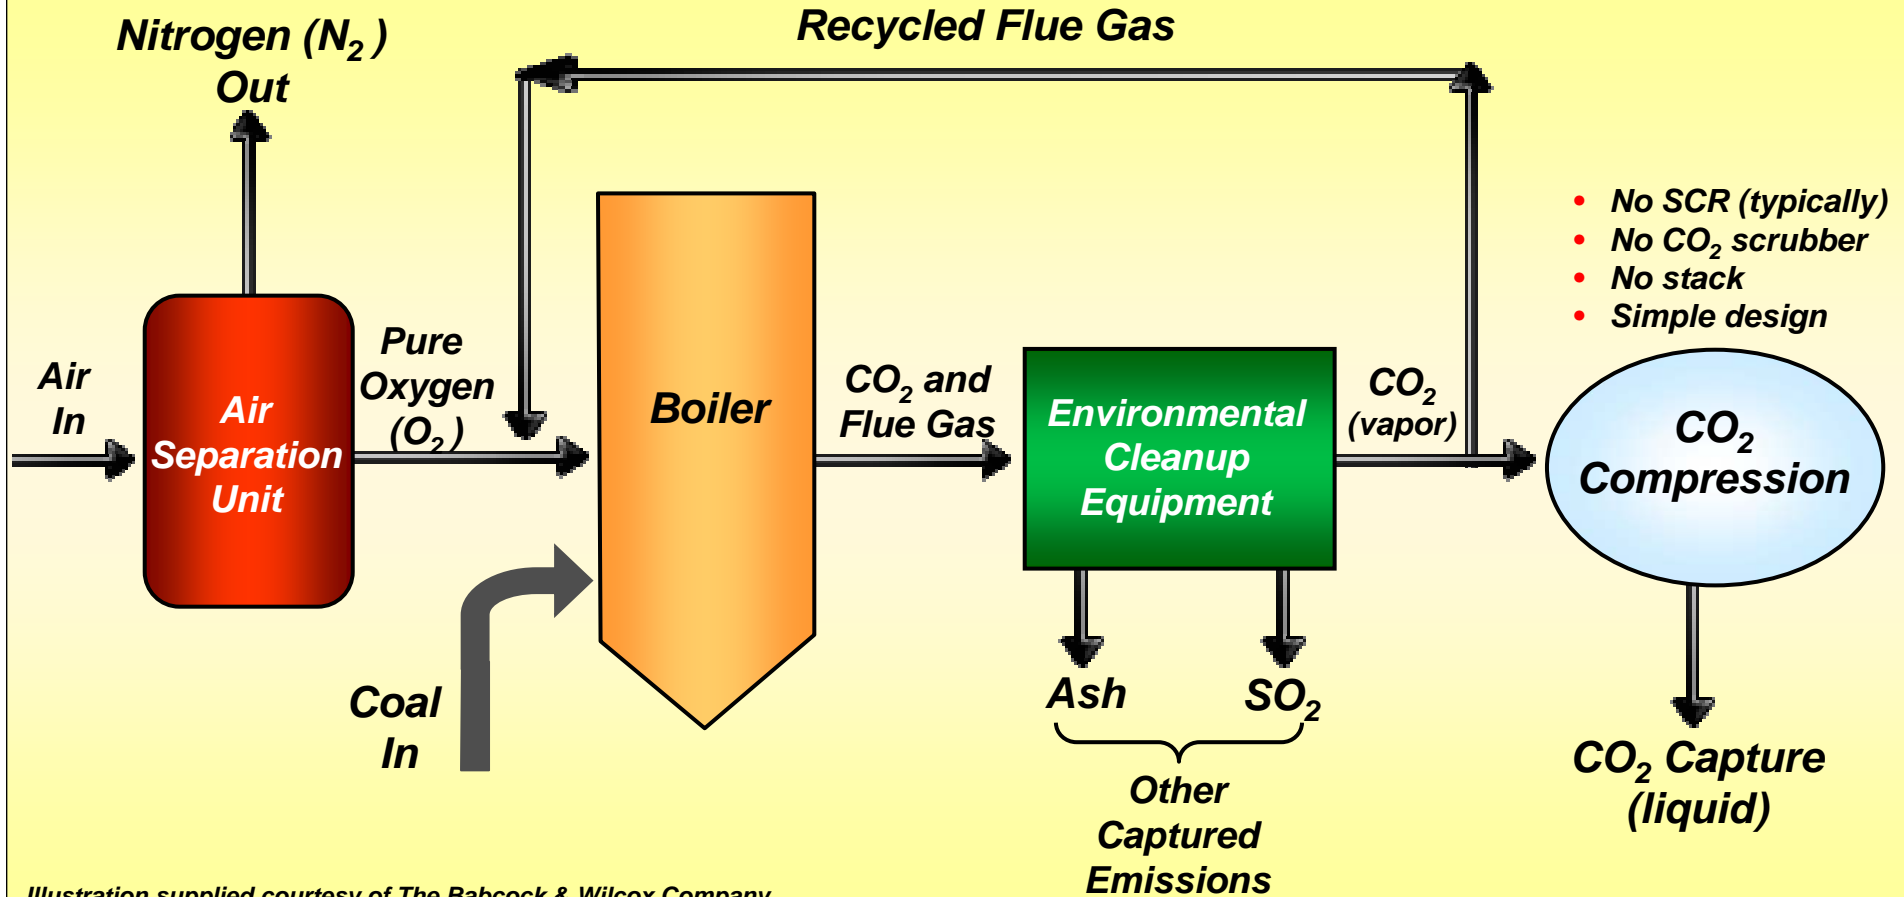 Nitrogen (N₂ )
Out
Recycled Flue Gas
• No SCR (typically)
• No CO₂ scrubber
• No stack
• Simple design
Air
In
Air
Separation
Unit
Pure
Oxygen
(O₂ )
Boiler
Coal
In
CO₂ and
Flue Gas
Environmental
Cleanup
Equipment
CO₂
(vapor)
CO₂
Compression
Ash
SO₂
Other
Captured
Emissions
CO₂ Capture
(liquid)
Illustration supplied courtesy of The Babcock & Wilcox Company